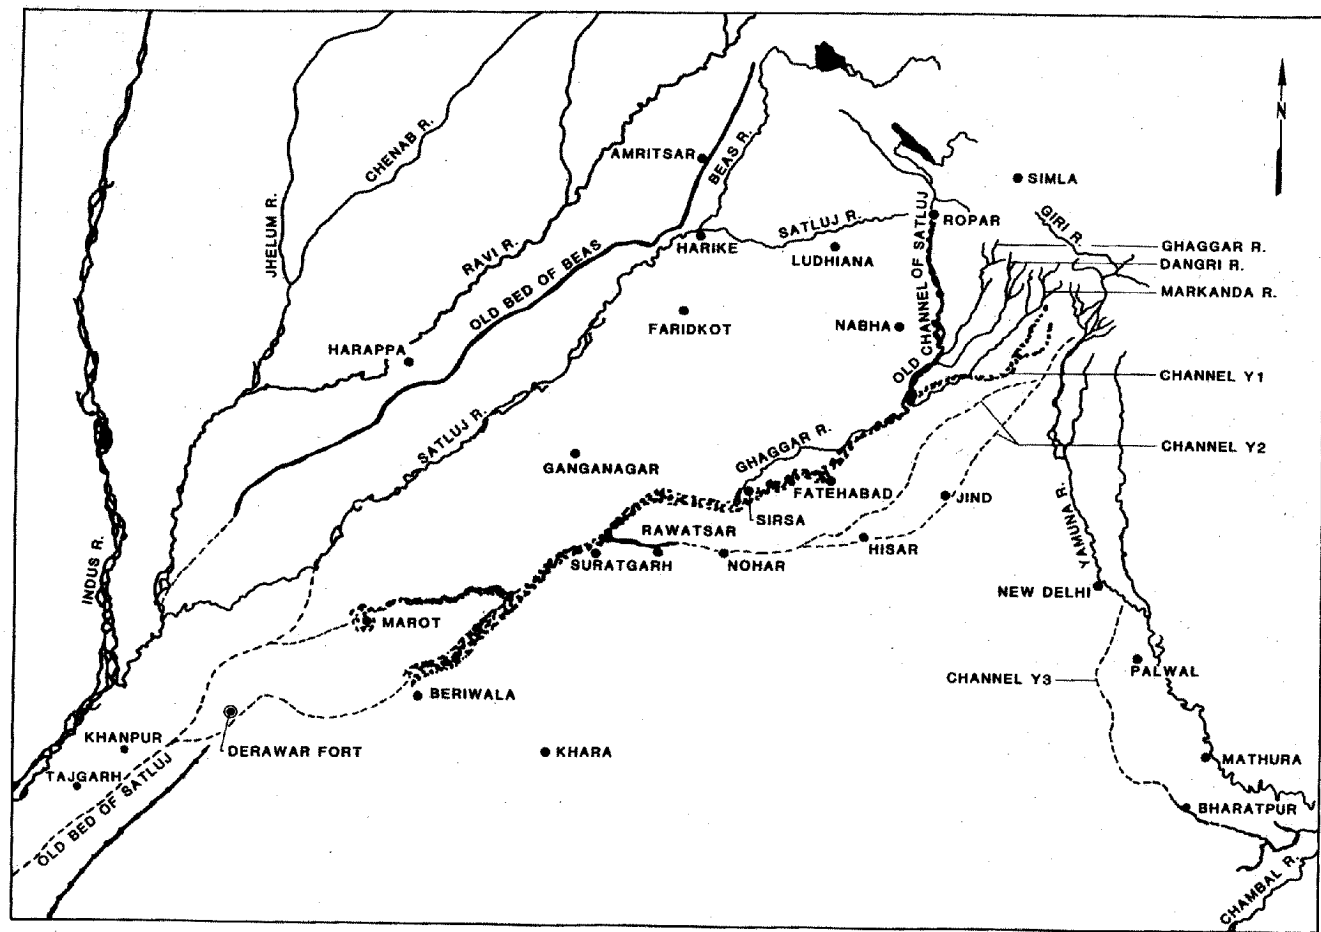 N
AMRITSAR
BEAS R.
CHENAB R.
SIMLA
JHELUM R.
RAVI R.
SATLUJ R.
ROPAR
GIRI R.
GHAGGAR R.
HARIKE
LUDHIANA
DANGRI R.
MARKANDA R.
OLD BED OF BEAS
OLD CHANNEL OF SATLUJ
FARIDKOT
NABHA
HARAPPA
CHANNEL Y1
SATLUJ R.
GHAGGAR R.
CHANNEL Y2
GANGANAGAR
FATEHABAD
JIND
SIRSA
YAMUNA R.
INDUS R.
RAWATSAR
SURATGARH
NOHAR
HISAR
NEW DELHI
MAROT
PALWAL
CHANNEL Y3
BERIWALA
KHANPUR
DERAWAR FORT
KHARA
MATHURA
TAJGARH
OLD BED OF SATLUJ
BHARATPUR
CHAMBAL R.